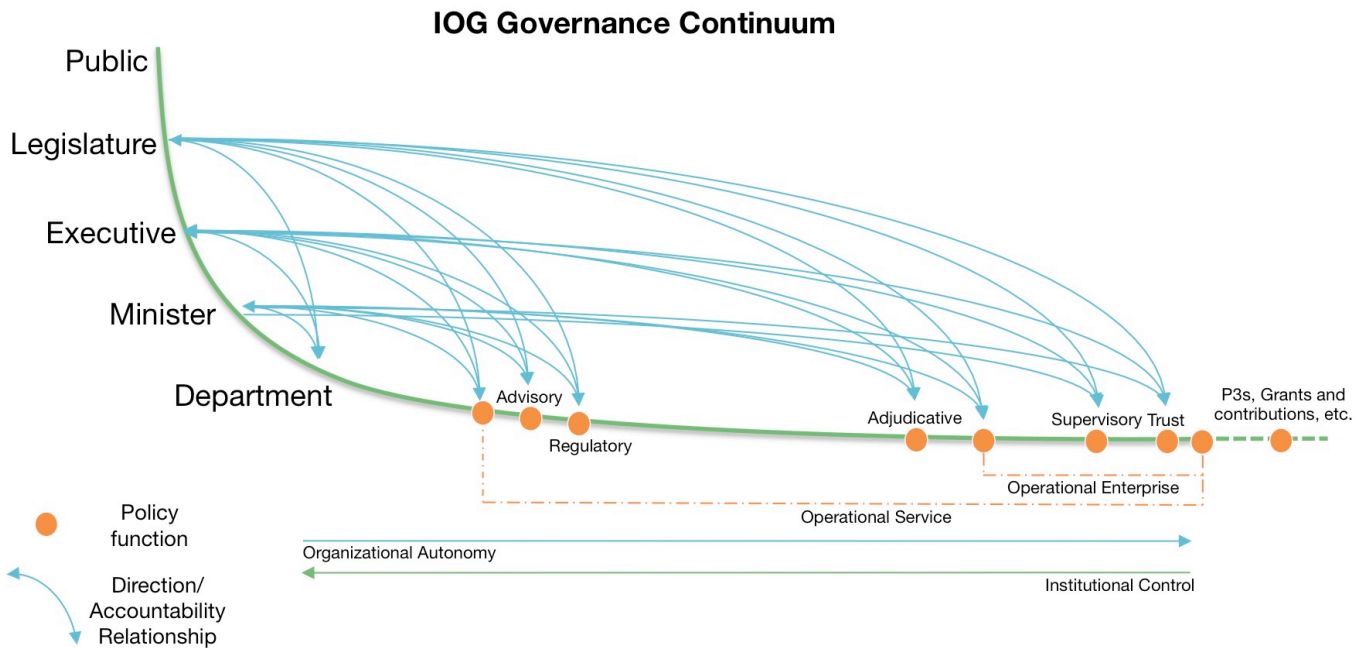 IOG Governance Continuum
Public
Legislature
Executive
Minister
Department
Advisory
Regulatory
Adjudicative
Supervisory Trust
P3s, Grants and
contributions, etc.
Operational Enterprise
Operational Service
Organizational Autonomy
Institutional Control
Policy
function
Direction/
Accountability
Relationship